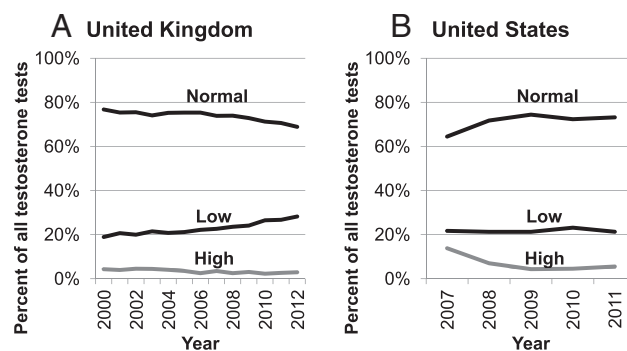 A United Kingdom
Percent of all testosterone tests
100%
80%
60%
40%
20%
0%
Normal
Low
High
2000
2002
2004
2006
2008
2010
2012
Year
B United States
Percent of all testosterone tests
100%
80%
60%
40%
20%
0%
Normal
Low
High
2007
2008
2009
2010
2011
Year